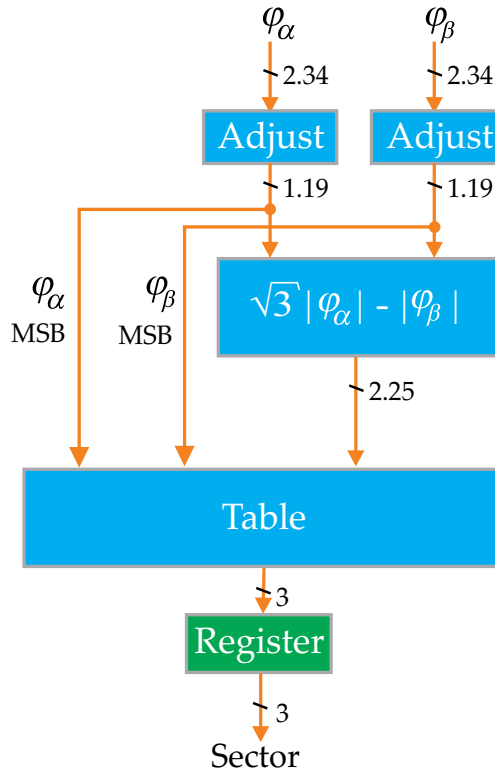 φα φβ
2.34 2.34
Adjust Adjust
1.19 1.19
φα MSB
φβ MSB
√3 |φα| - |φβ|
2.25
Table
3
Register
3
Sector